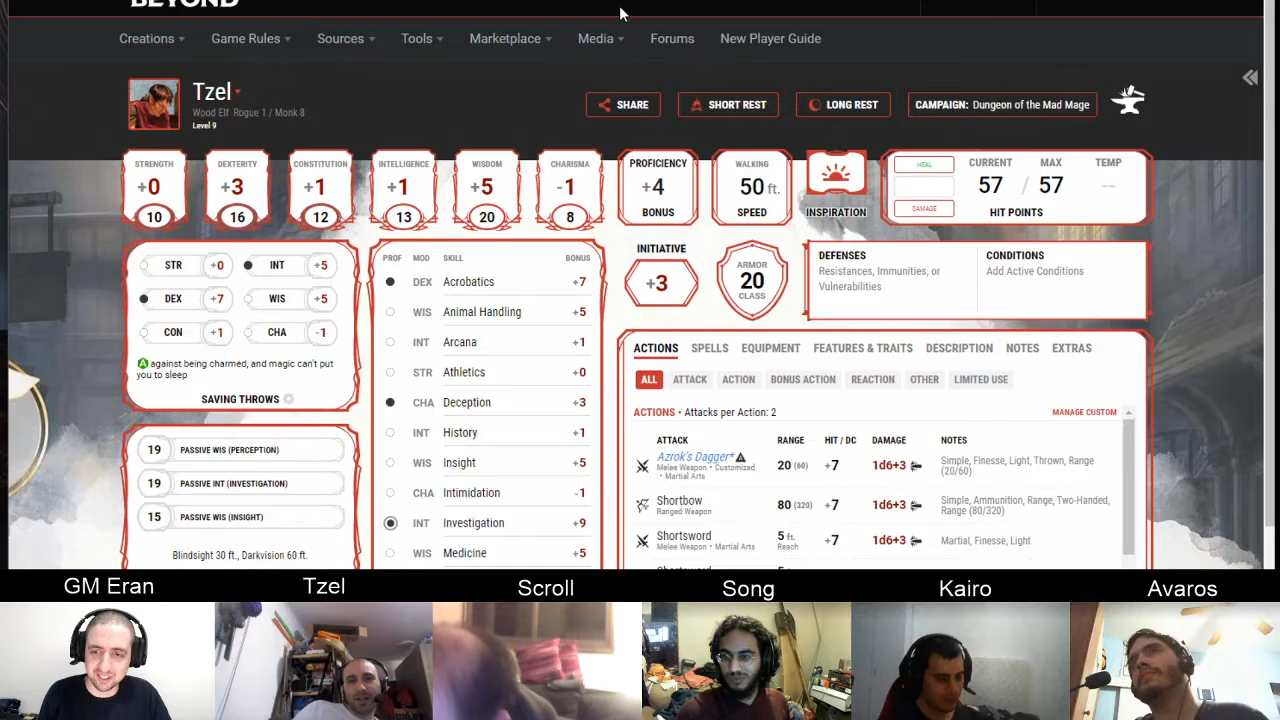 BEYOND
Creations
Game Rules
Sources
Tools
Marketplace
Media
Forums
New Player Guide
Tzel
Wood Elf Rogue 1 / Monk 8
Level 9
SHARE
SHORT REST
LONG REST
CAMPAIGN: Dungeon of the Mad Mage
STRENGTH
+0
10
DEXTERITY
+3
16
CONSTITUTION
+1
12
INTELLIGENCE
+1
13
WISDOM
+5
20
CHARISMA
-1
8
PROFICIENCY
+4
BONUS
WALKING
50 ft.
SPEED
INSPIRATION
HEAL
DAMAGE
CURRENT
57
/
MAX
57
TEMP
--
HIT POINTS
STR +0
INT +5
DEX +7
WIS +5
CON +1
CHA -1
A against being charmed, and magic can't put
you to sleep
SAVING THROWS
19 PASSIVE WIS (PERCEPTION)
19 PASSIVE INT (INVESTIGATION)
15 PASSIVE WIS (INSIGHT)
Blindsight 30 ft., Darkvision 60 ft.
PROF MOD SKILL BONUS
DEX Acrobatics +7
WIS Animal Handling +5
INT Arcana +1
STR Athletics +0
CHA Deception +3
INT History +1
WIS Insight +5
CHA Intimidation -1
INT Investigation +9
WIS Medicine +5
INITIATIVE
+3
ARMOR
20
CLASS
DEFENSES
Resistances, Immunities, or
Vulnerabilities
CONDITIONS
Add Active Conditions
ACTIONS SPELLS EQUIPMENT FEATURES & TRAITS DESCRIPTION NOTES EXTRAS
ALL ATTACK ACTION BONUS ACTION REACTION OTHER LIMITED USE
ACTIONS • Attacks per Action: 2
MANAGE CUSTOM
ATTACK RANGE HIT / DC DAMAGE NOTES
Azrok's Dagger*
Melee Weapon • Customized
• Martial Arts
20 (60) +7 1d6+3
Simple, Finesse, Light, Thrown, Range
(20/60)
Shortbow
Ranged Weapon
80 (320) +7 1d6+3
Simple, Ammunition, Range, Two-Handed,
Range (80/320)
Shortsword
Melee Weapon • Martial Arts
5 ft.
Reach
+7 1d6+3
Martial, Finesse, Light
GM Eran
Tzel
Scroll
Song
Kairo
Avaros